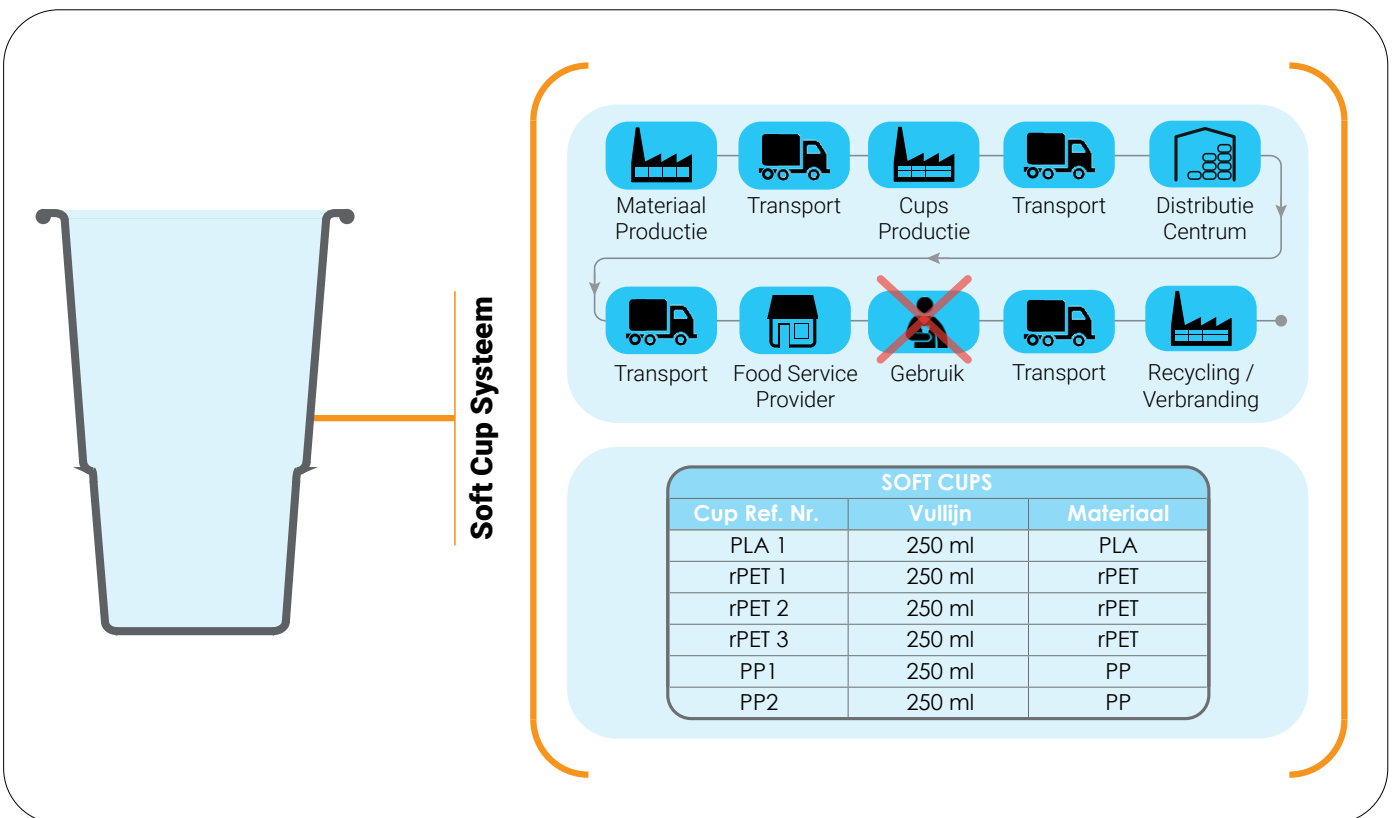 Soft Cup Systeem
Materiaal
Productie
Transport
Cups
Productie
Transport
Distributie
Centrum
Transport
Food Service
Provider
Gebruik
Transport
Recycling /
Verbranding
SOFT CUPS
Cup Ref. Nr. Vullijn Materiaal
PLA 1 250 ml PLA
rPET 1 250 ml rPET
rPET 2 250 ml rPET
rPET 3 250 ml rPET
PP1 250 ml PP
PP2 250 ml PP